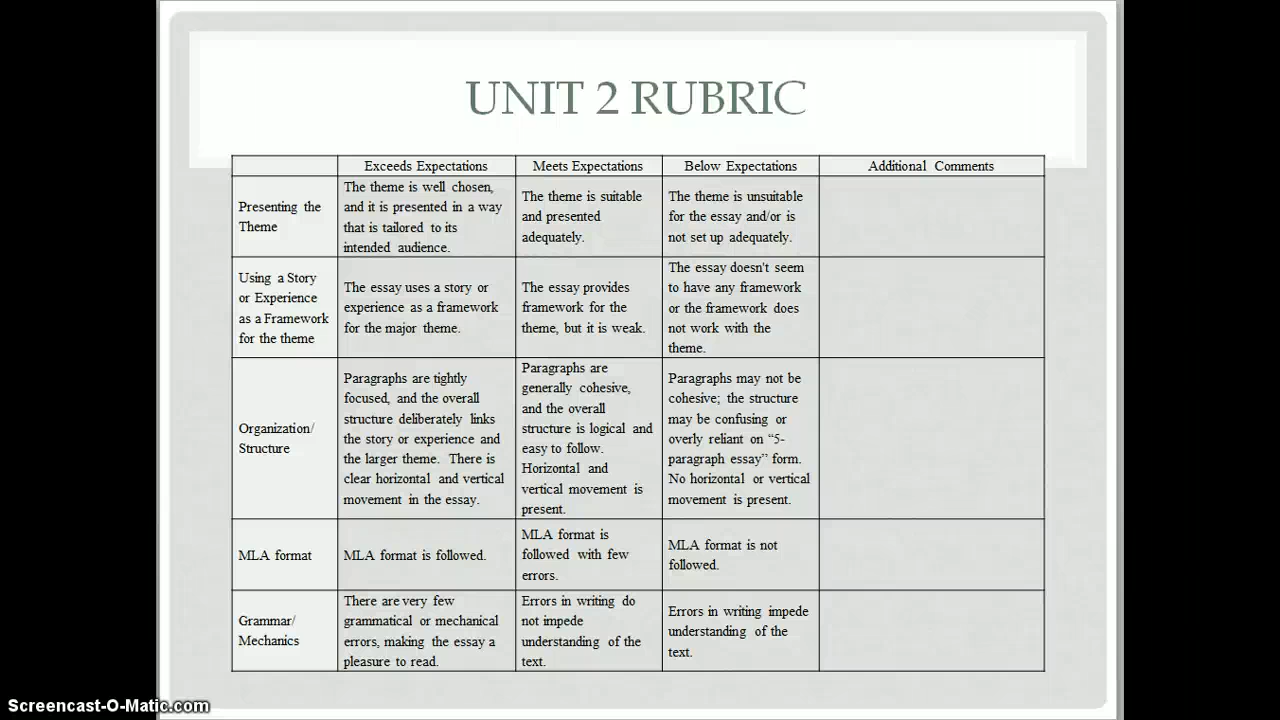 UNIT 2 RUBRIC
Exceeds Expectations
Meets Expectations
Below Expectations
Additional Comments
Presenting the
Theme
The theme is well chosen,
and it is presented in a way
that is tailored to its
intended audience.
The theme is suitable
and presented
adequately.
The theme is unsuitable
for the essay and/or is
not set up adequately.
Using a Story
or Experience
as a Framework
for the theme
The essay uses a story or
experience as a framework
for the major theme.
The essay provides
framework for the
theme, but it is weak.
The essay doesn't seem
to have any framework
or the framework does
not work with the
theme.
Organization/
Structure
Paragraphs are tightly
focused, and the overall
structure deliberately links
the story or experience and
the larger theme. There is
clear horizontal and vertical
movement in the essay.
Paragraphs are
generally cohesive,
and the overall
structure is logical and
easy to follow.
Horizontal and
vertical movement is
present.
Paragraphs may not be
cohesive; the structure
may be confusing or
overly reliant on “5-
paragraph essay” form.
No horizontal or vertical
movement is present.
MLA format
MLA format is followed.
MLA format is
followed with few
errors.
MLA format is not
followed.
Grammar/
Mechanics
There are very few
grammatical or mechanical
errors, making the essay a
pleasure to read.
Errors in writing do
not impede
understanding of the
text.
Errors in writing impede
understanding of the
text.
Screencast-O-Matic.com